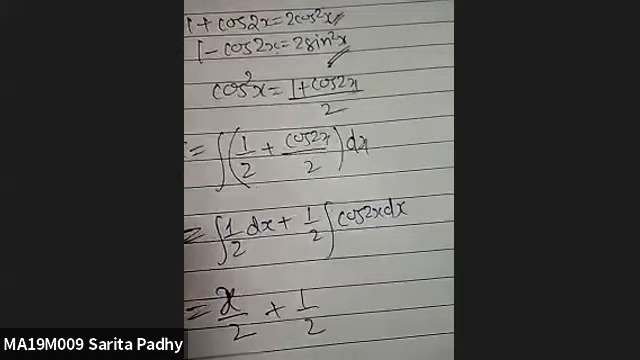 1 + cos2x = 2cos²x
1 - cos2x = 2sin²x
cos²x = 1+cos2x / 2
= ∫(1/2 + cos2x/2) dx
= ∫1/2 dx + 1/2 ∫cos2x dx
= x/2 + 1/2
MA19M009 Sarita Padhy